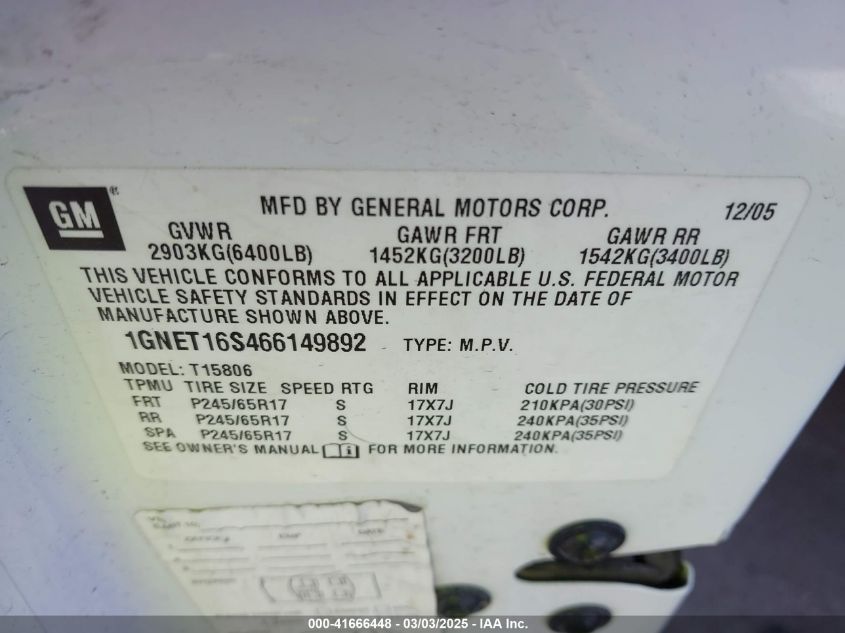 GM® MFD BY GENERAL MOTORS CORP. 12/05
GVWR GAWR FRT GAWR RR
2903KG(6400LB) 1452KG(3200LB) 1542KG(3400LB)
THIS VEHICLE CONFORMS TO ALL APPLICABLE U.S. FEDERAL MOTOR
VEHICLE SAFETY STANDARDS IN EFFECT ON THE DATE OF
MANUFACTURE SHOWN ABOVE.
1GNET16S466149892 TYPE: M.P.V.
MODEL: T15806
TPMU TIRE SIZE SPEED RTG RIM COLD TIRE PRESSURE
FRT P245/65R17 S 17X7J 210KPA(30PSI)
RR P245/65R17 S 17X7J 240KPA(35PSI)
SPA P245/65R17 S 17X7J 240KPA(35PSI)
SEE OWNER'S MANUAL FOR MORE INFORMATION.
DATE
000-41666448 - 03/03/2025 - IAA Inc.